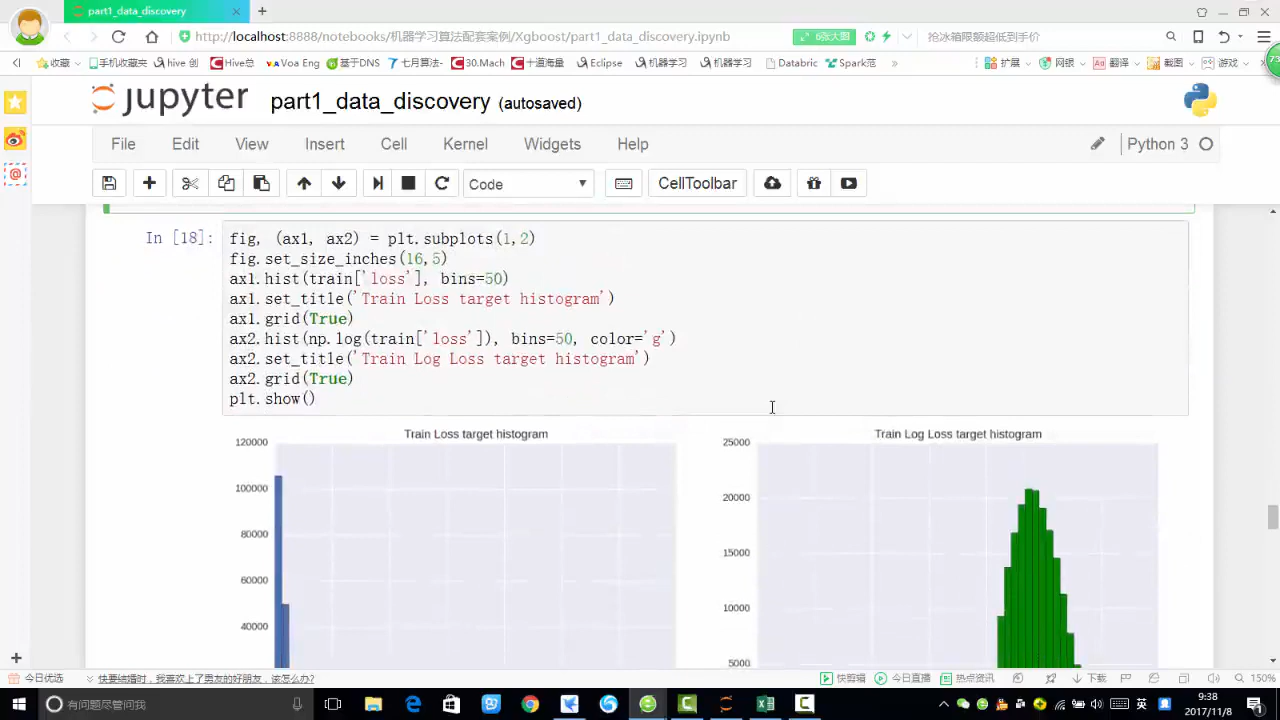 part1_data_discovery
http://localhost:8888/notebooks/机器学习算法配套案例/Xgboost/part1_data_discovery.ipynb
6张大图
抢冰箱限额超低到手价
收藏
手机收藏夹
hive 创
Hive总
Voa Eng
基于DNS
七月算法-
30.Mach
十道海量
Eclipse
机器学习
机器学习
Databric
Spark范
»
扩展
网银
翻译
截图
游戏
73
jupyter
part1_data_discovery (autosaved)
File Edit View Insert Cell Kernel Widgets Help
Python 3
Code
CellToolbar
In [18]:
fig, (ax1, ax2) = plt.subplots(1,2)
fig.set_size_inches(16,5)
ax1.hist(train['loss'], bins=50)
ax1.set_title('Train Loss target histogram')
ax1.grid(True)
ax2.hist(np.log(train['loss']), bins=50, color='g')
ax2.set_title('Train Log Loss target histogram')
ax2.grid(True)
plt.show()
Train Loss target histogram
120000
100000
80000
60000
40000
Train Log Loss target histogram
25000
20000
15000
10000
5000
今日优选
快要结婚时，我喜欢上了男友的好朋友，该怎么办?
快剪辑
今日直播
热点资讯
下载
150%
有问题尽管问我
英
9:38
2017/11/8